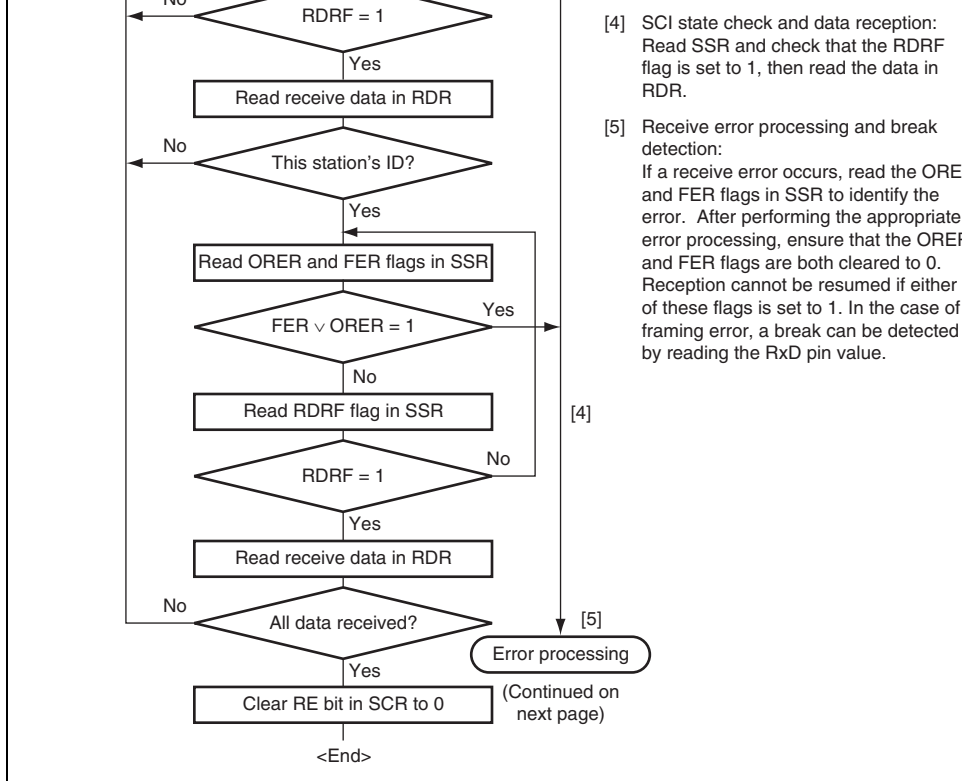 No
RDRF = 1
Yes
Read receive data in RDR
No
This station's ID?
Yes
Read ORER and FER flags in SSR
FER ∨ ORER = 1
Yes
No
Read RDRF flag in SSR
[4]
RDRF = 1
No
Yes
Read receive data in RDR
No
All data received?
[5]
Error processing
Yes
(Continued on
next page)
Clear RE bit in SCR to 0
<End>
[4] SCI state check and data reception:
Read SSR and check that the RDRF
flag is set to 1, then read the data in
RDR.
[5] Receive error processing and break
detection:
If a receive error occurs, read the ORE
and FER flags in SSR to identify the
error. After performing the appropriate
error processing, ensure that the ORER
and FER flags are both cleared to 0.
Reception cannot be resumed if either
of these flags is set to 1. In the case of
framing error, a break can be detected
by reading the RxD pin value.